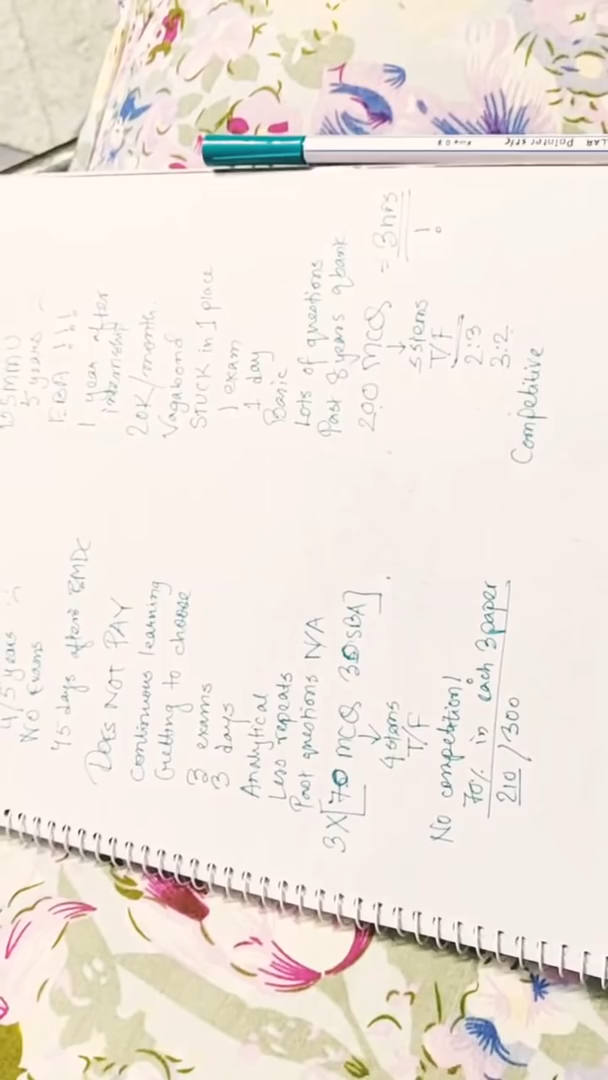 4/5 years
NO Exams
45 days after BMDC
Does NOT PAY
Continuous learning
Getting to choose
3 exams
3 days
Analytical
Less repeats
Past questions N/A
3 X [70 MCQ 30 SBA]
↓
4 stems
T/F
No competition!
70% in each 3 paper
210/300
BSMMU
5 years
!!!
1 year after
internship
20K/month.
Vagabond
STUCK in 1 place
1 exam
1 day
Basic
Lots of questions
Past 8 years qbank
200 MCQ = 3hrs
!
↓
5 stems
T/F
2:3
3:2
Competitive
Pointer